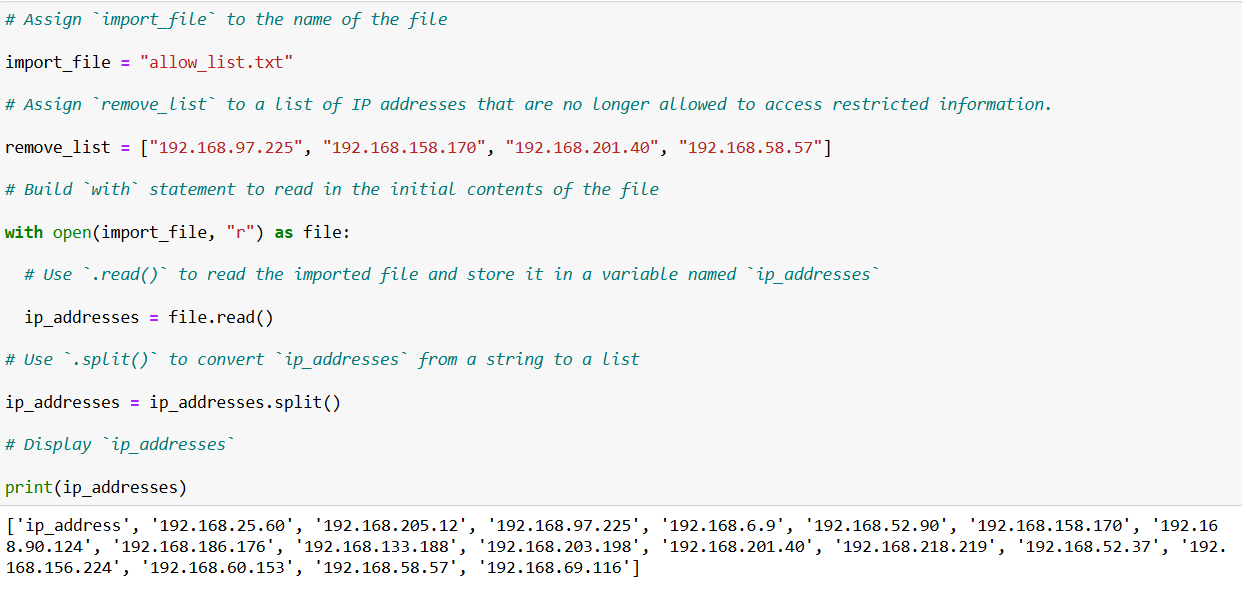 # Assign `import_file` to the name of the file
import_file = "allow_list.txt"
# Assign `remove_list` to a list of IP addresses that are no longer allowed to access restricted information.
remove_list = ["192.168.97.225", "192.168.158.170", "192.168.201.40", "192.168.58.57"]
# Build `with` statement to read in the initial contents of the file
with open(import_file, "r") as file:
  # Use `.read()` to read the imported file and store it in a variable named `ip_addresses`
  ip_addresses = file.read()
# Use `.split()` to convert `ip_addresses` from a string to a list
ip_addresses = ip_addresses.split()
# Display `ip_addresses`
print(ip_addresses)
['ip_address', '192.168.25.60', '192.168.205.12', '192.168.97.225', '192.168.6.9', '192.168.52.90', '192.168.158.170', '192.16
8.90.124', '192.168.186.176', '192.168.133.188', '192.168.203.198', '192.168.201.40', '192.168.218.219', '192.168.52.37', '192.
168.156.224', '192.168.60.153', '192.168.58.57', '192.168.69.116']